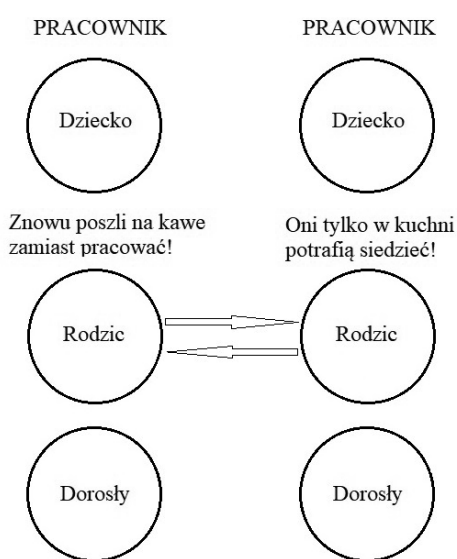 PRACOWNIK
PRACOWNIK
Dziecko
Dziecko
Znowu poszli na kawe
zamiast pracować!
Oni tylko w kuchni
potrafią siedzieć!
Rodzic
Rodzic
Dorosły
Dorosły